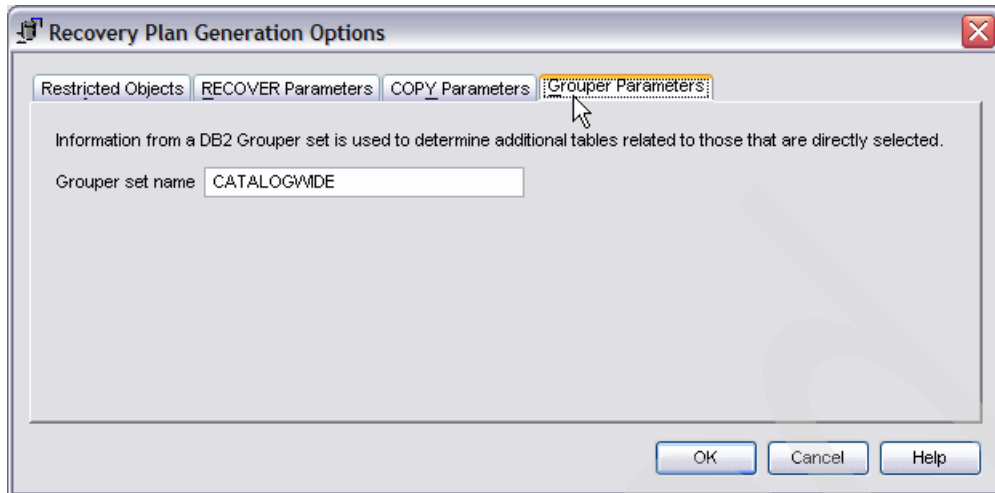 Recovery Plan Generation Options
Restricted Objects RECOVER Parameters COPY Parameters Grouper Parameters
Information from a DB2 Grouper set is used to determine additional tables related to those that are directly selected.
Grouper set name CATALOGWIDE
OK Cancel Help